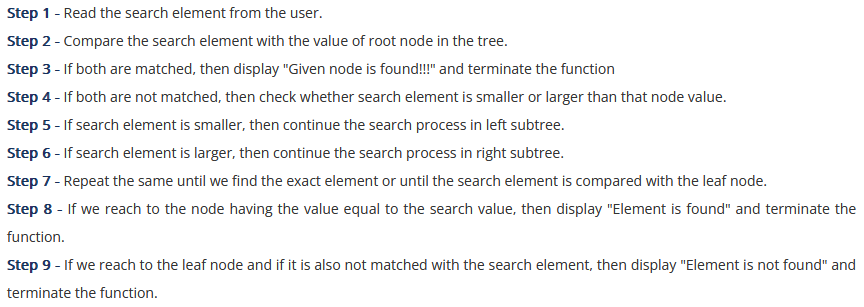 Step 1 - Read the search element from the user.
Step 2 - Compare the search element with the value of root node in the tree.
Step 3 - If both are matched, then display "Given node is found!!!" and terminate the function
Step 4 - If both are not matched, then check whether search element is smaller or larger than that node value.
Step 5 - If search element is smaller, then continue the search process in left subtree.
Step 6 - If search element is larger, then continue the search process in right subtree.
Step 7 - Repeat the same until we find the exact element or until the search element is compared with the leaf node.
Step 8 - If we reach to the node having the value equal to the search value, then display "Element is found" and terminate the
function.
Step 9 - If we reach to the leaf node and if it is also not matched with the search element, then display "Element is not found" and
terminate the function.